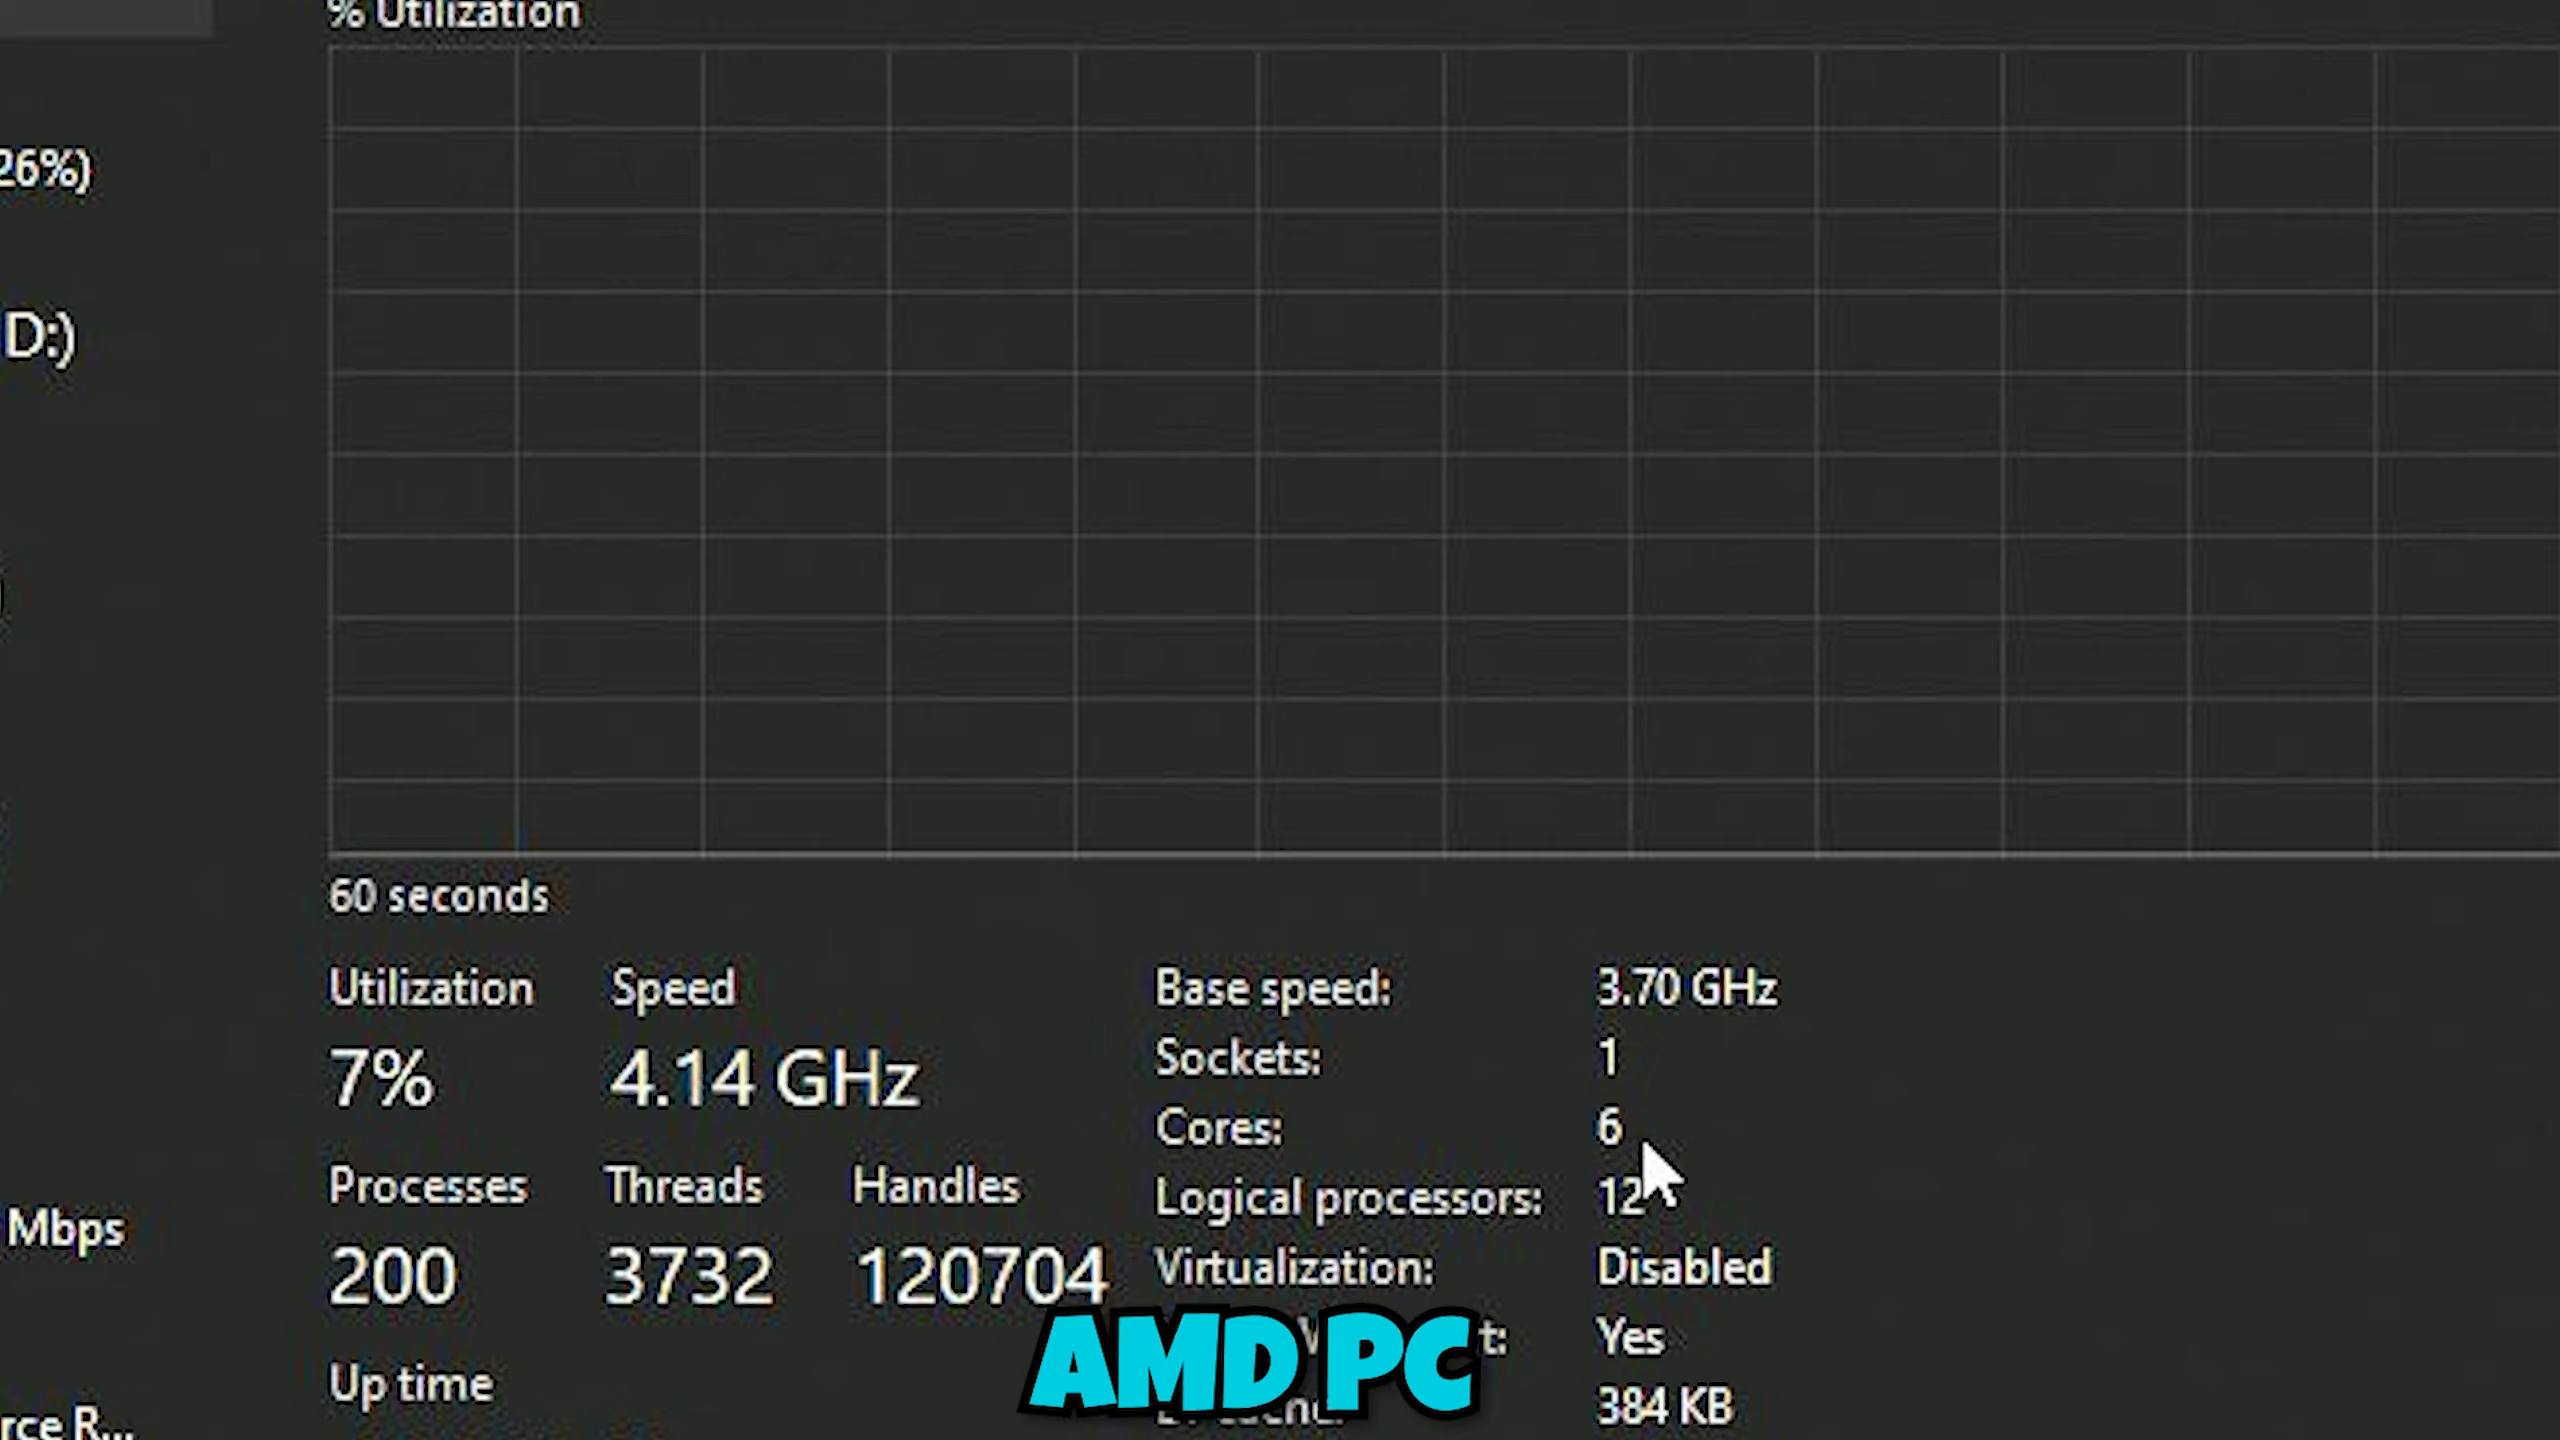 % Utilization
26%)
D:)
60 seconds
Utilization Speed Base speed: 3.70 GHz
7% 4.14 GHz Sockets: 1
Cores: 6
Processes Threads Handles Logical processors: 12
Mbps
200 3732 120704 Virtualization: Disabled
t: Yes
AMD PC
Up time
384 KB
rce R...